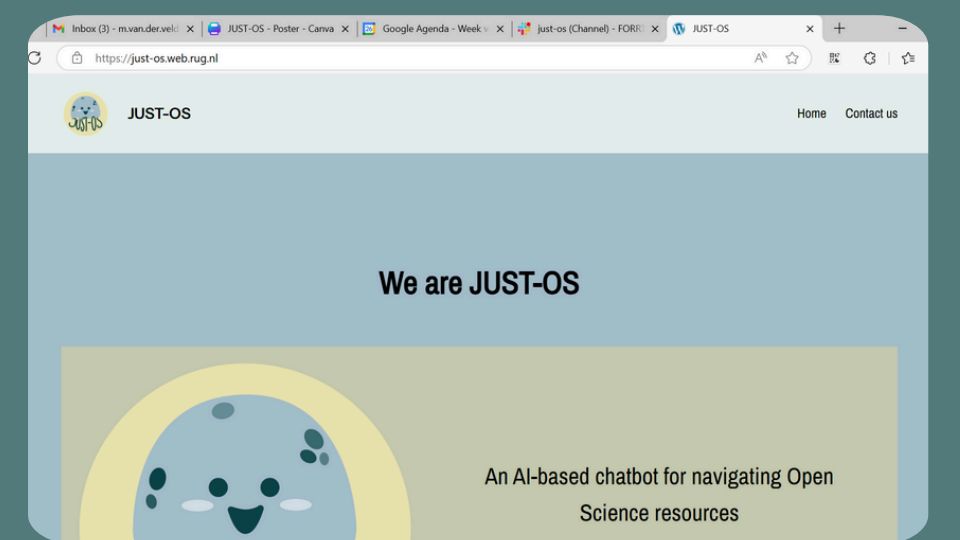 Inbox (3) - m.van.der.veld
JUST-OS - Poster - Canva
Google Agenda - Week v
just-os (Channel) - FORR
JUST-OS
https://just-os.web.rug.nl
JUST-OS
JUST-OS
Home
Contact us
We are JUST-OS
An AI-based chatbot for navigating Open
Science resources